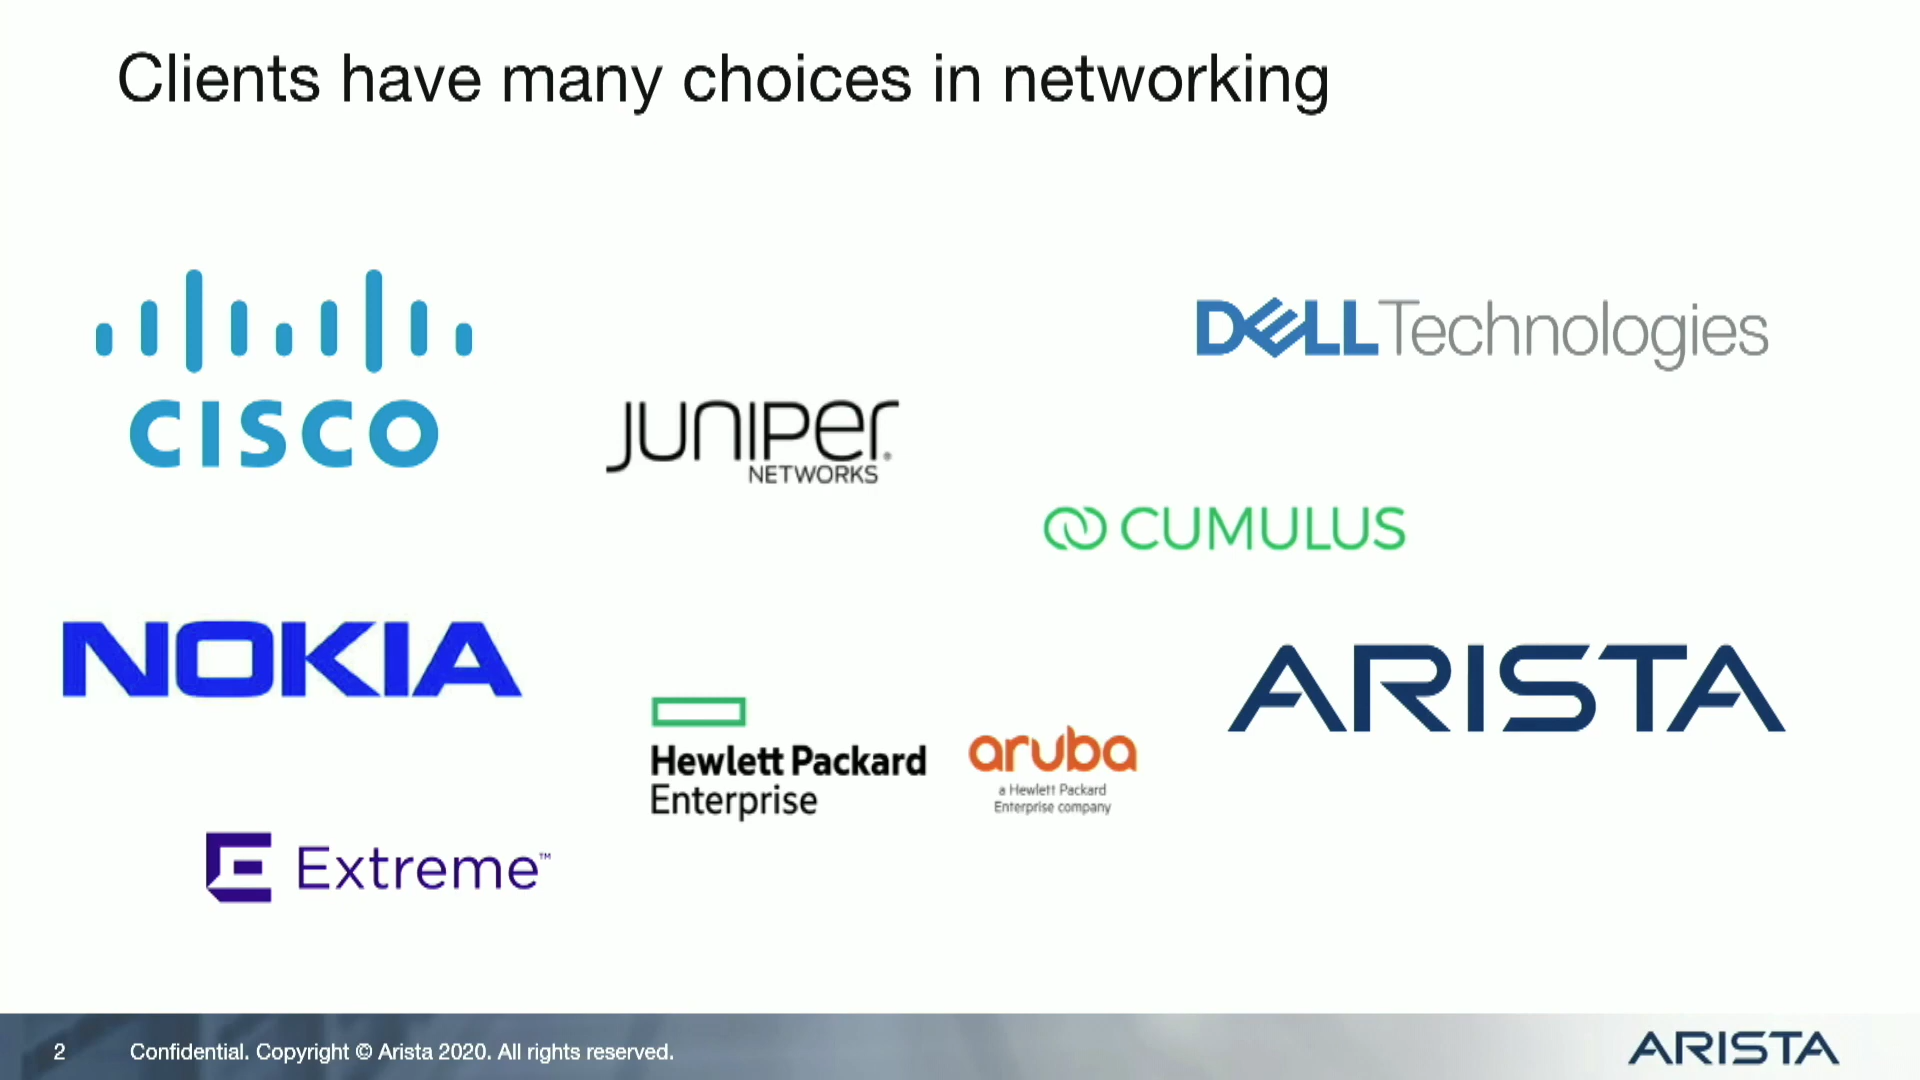 Clients have many choices in networking
CISCO
JUNIPer
NETWORKS
DELL Technologies
CUMULUS
NOKIA
ARISTA
Hewlett Packard
Enterprise
aruba
a Hewlett Packard
Enterprise company
Extreme™
2
Confidential. Copyright © Arista 2020. All rights reserved.
ARISTA